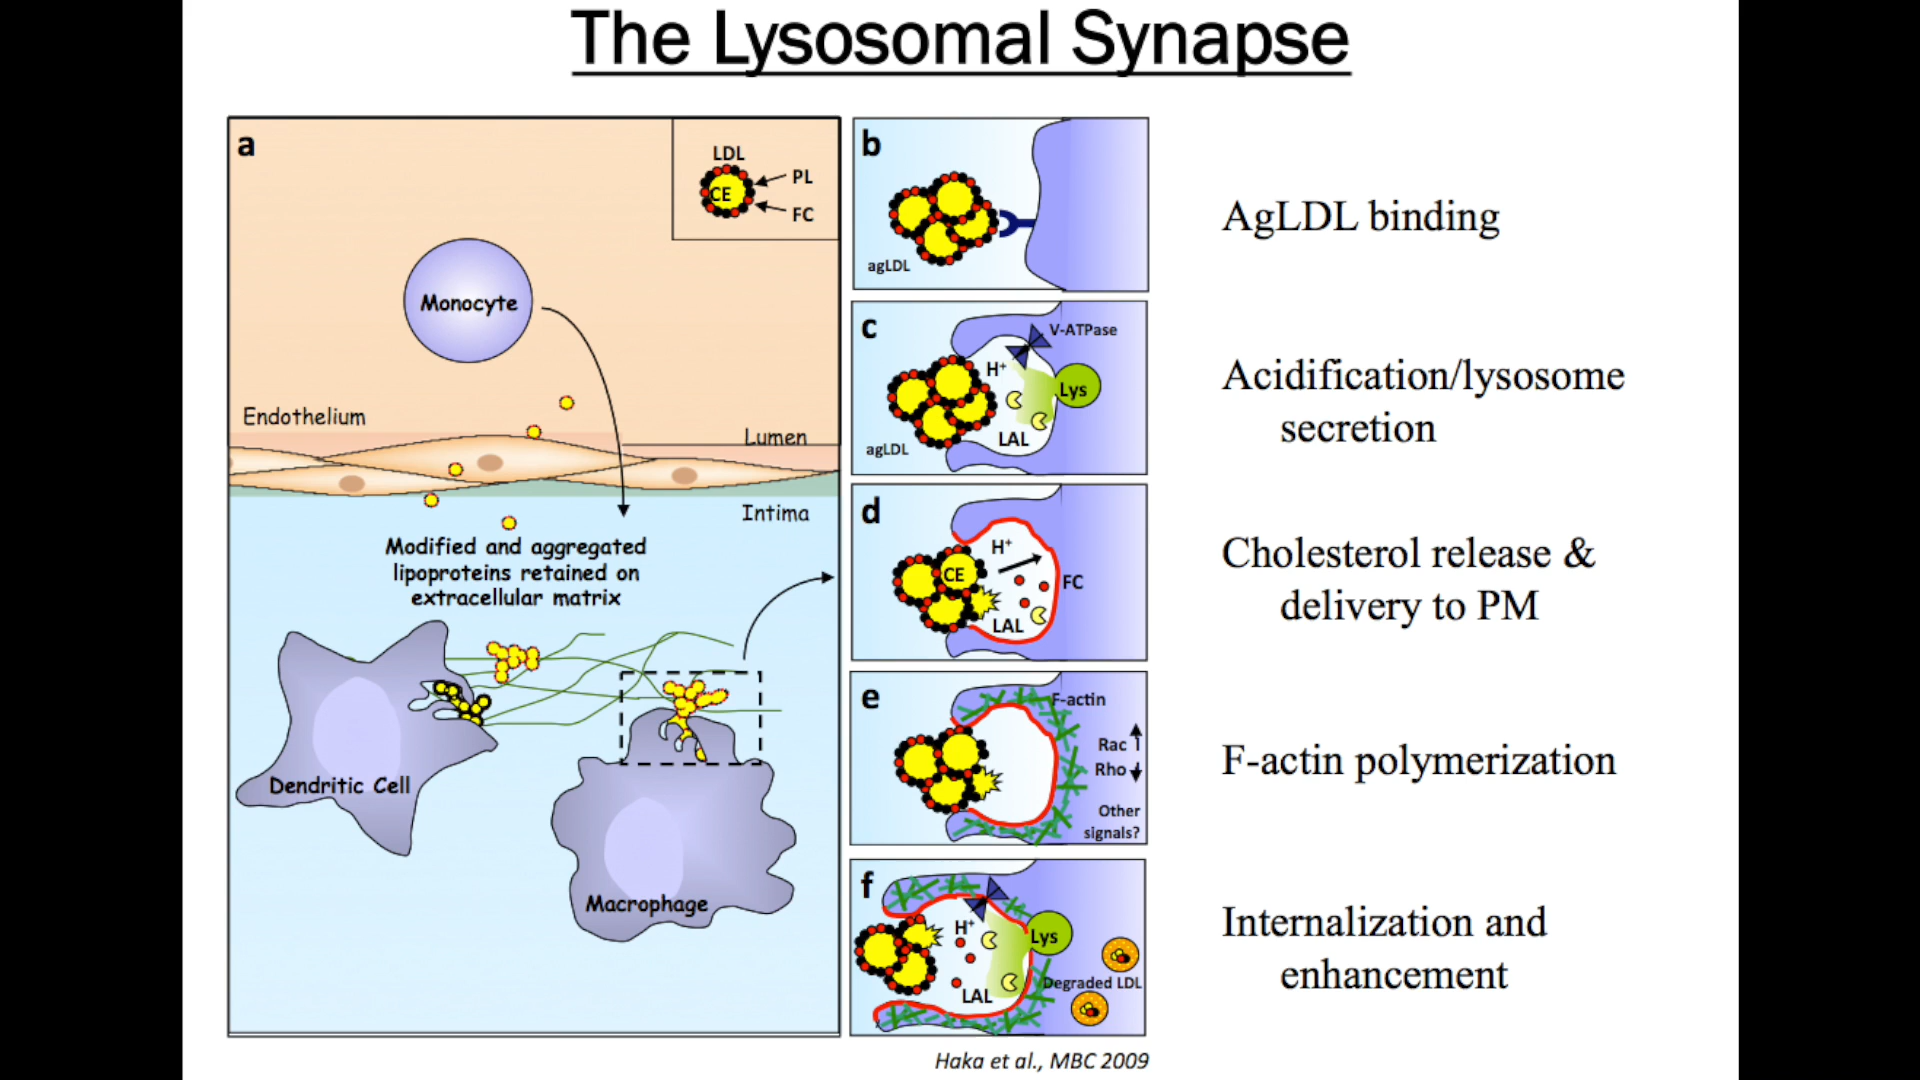 The Lysosomal Synapse
a
LDL
CE
PL
FC
Monocyte
Endothelium
Lumen
Intima
Modified and aggregated
lipoproteins retained on
extracellular matrix
Dendritic Cell
Macrophage
b
agLDL
AgLDL binding
c
V-ATPase
H+
Lys
LAL
agLDL
Acidification/lysosome
secretion
d
H+
CE
FC
LAL
Cholesterol release &
delivery to PM
e
F-actin
Rac
Rho
Other
signals?
F-actin polymerization
f
H+
Lys
LAL
Degraded LDL
Internalization and
enhancement
Haka et al., MBC 2009